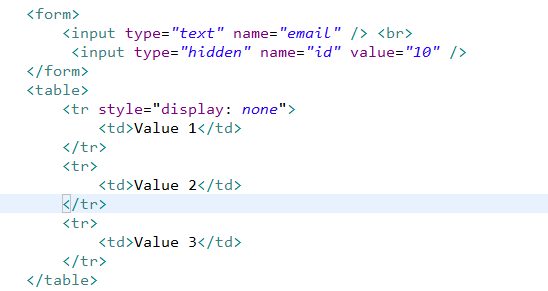 <form>
<input type="text" name="email" /> <br>
<input type="hidden" name="id" value="10" />
</form>
<table>
<tr style="display: none">
<td>Value 1</td>
</tr>
<tr>
<td>Value 2</td>
</tr>
<tr>
<td>Value 3</td>
</tr>
</table>